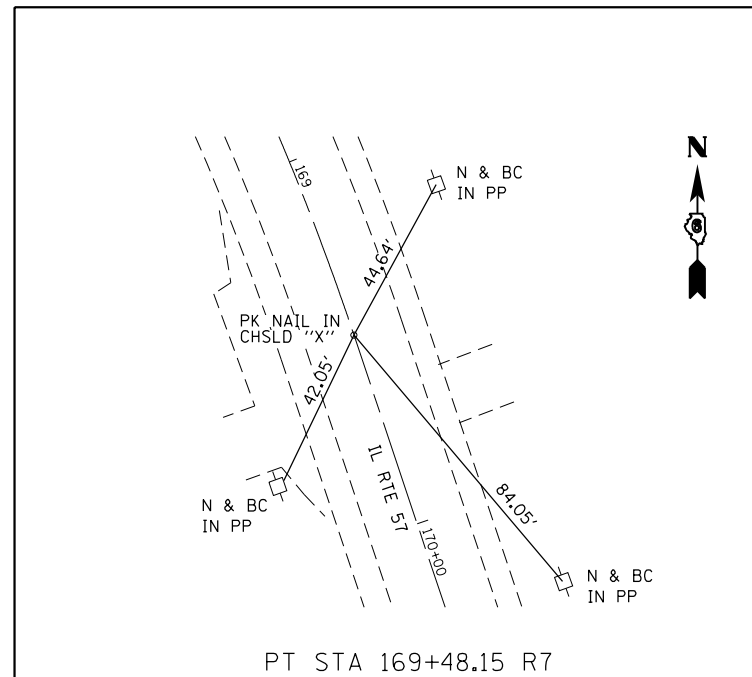 N
6
169
N & BC
IN PP
44.64'
PK NAIL IN
CHSLD "X"
42.05'
IL RTE 57
N & BC
IN PP
84.05'
170+00
N & BC
IN PP
PT STA 169+48.15 R7